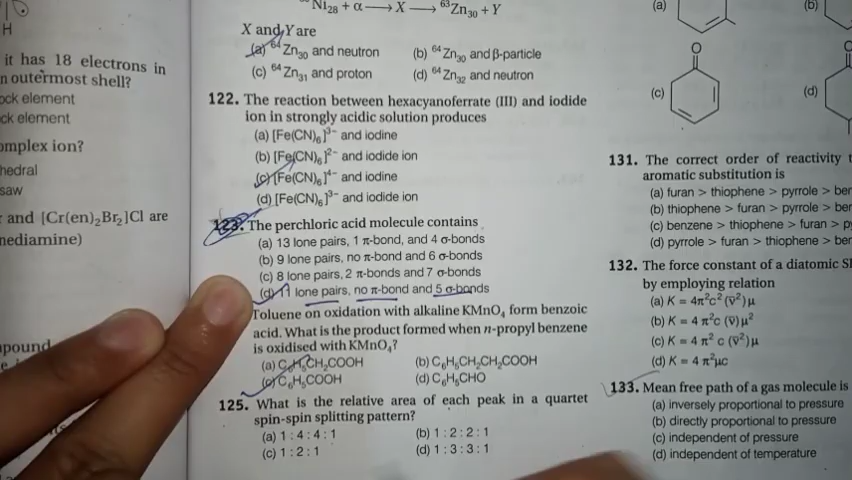 H
it has 18 electrons in
n outermost shell?
ock element
ck element
omplex ion?
hedral
saw
and [Cr(en)₂Br₂]Cl are
nediamine)
pound
Ni₂₈ + α ⟶ X ⟶ ⁶³Zn₃₀ + Y
X and Y are
(a) ⁶⁴Zn₃₀ and neutron (b) ⁶⁴Zn₃₀ and β-particle
(c) ⁶⁴Zn₃₁ and proton (d) ⁶⁴Zn₃₂ and neutron
122. The reaction between hexacyanoferrate (III) and iodide
ion in strongly acidic solution produces
(a) [Fe(CN)₆]³⁻ and iodine
(b) [Fe(CN)₆]²⁻ and iodide ion
(c) [Fe(CN)₆]⁴⁻ and iodine
(d) [Fe(CN)₆]³⁻ and iodide ion
123. The perchloric acid molecule contains
(a) 13 lone pairs, 1 π-bond, and 4 σ-bonds
(b) 9 lone pairs, no π-bond and 6 σ-bonds
(c) 8 lone pairs, 2 π-bonds and 7 σ-bonds
(d) 11 lone pairs, no π-bond and 5 σ-bonds
Toluene on oxidation with alkaline KMnO₄ form benzoic
acid. What is the product formed when n-propyl benzene
is oxidised with KMnO₄?
(a) C₆H₅CH₂COOH (b) C₆H₅CH₂CH₂COOH
(c) C₆H₅COOH (d) C₆H₅CHO
125. What is the relative area of each peak in a quartet
spin-spin splitting pattern?
(a) 1 : 4 : 4 : 1 (b) 1 : 2 : 2 : 1
(c) 1 : 2 : 1 (d) 1 : 3 : 3 : 1
(a) (b)
O
(c) (d)
131. The correct order of reactivity t
aromatic substitution is
(a) furan > thiophene > pyrrole > ber
(b) thiophene > furan > pyrrole > ber
(c) benzene > thiophene > furan > p
(d) pyrrole > furan > thiophene > ber
132. The force constant of a diatomic
by employing relation
(a) K = 4π²c² (ν̄²)μ
(b) K = 4 π²c (ν̄)μ²
(c) K = 4 π² c (ν̄²)μ
(d) K = 4 π²μc
133. Mean free path of a gas molecule is
(a) inversely proportional to pressure
(b) directly proportional to pressure
(c) independent of pressure
(d) independent of temperature